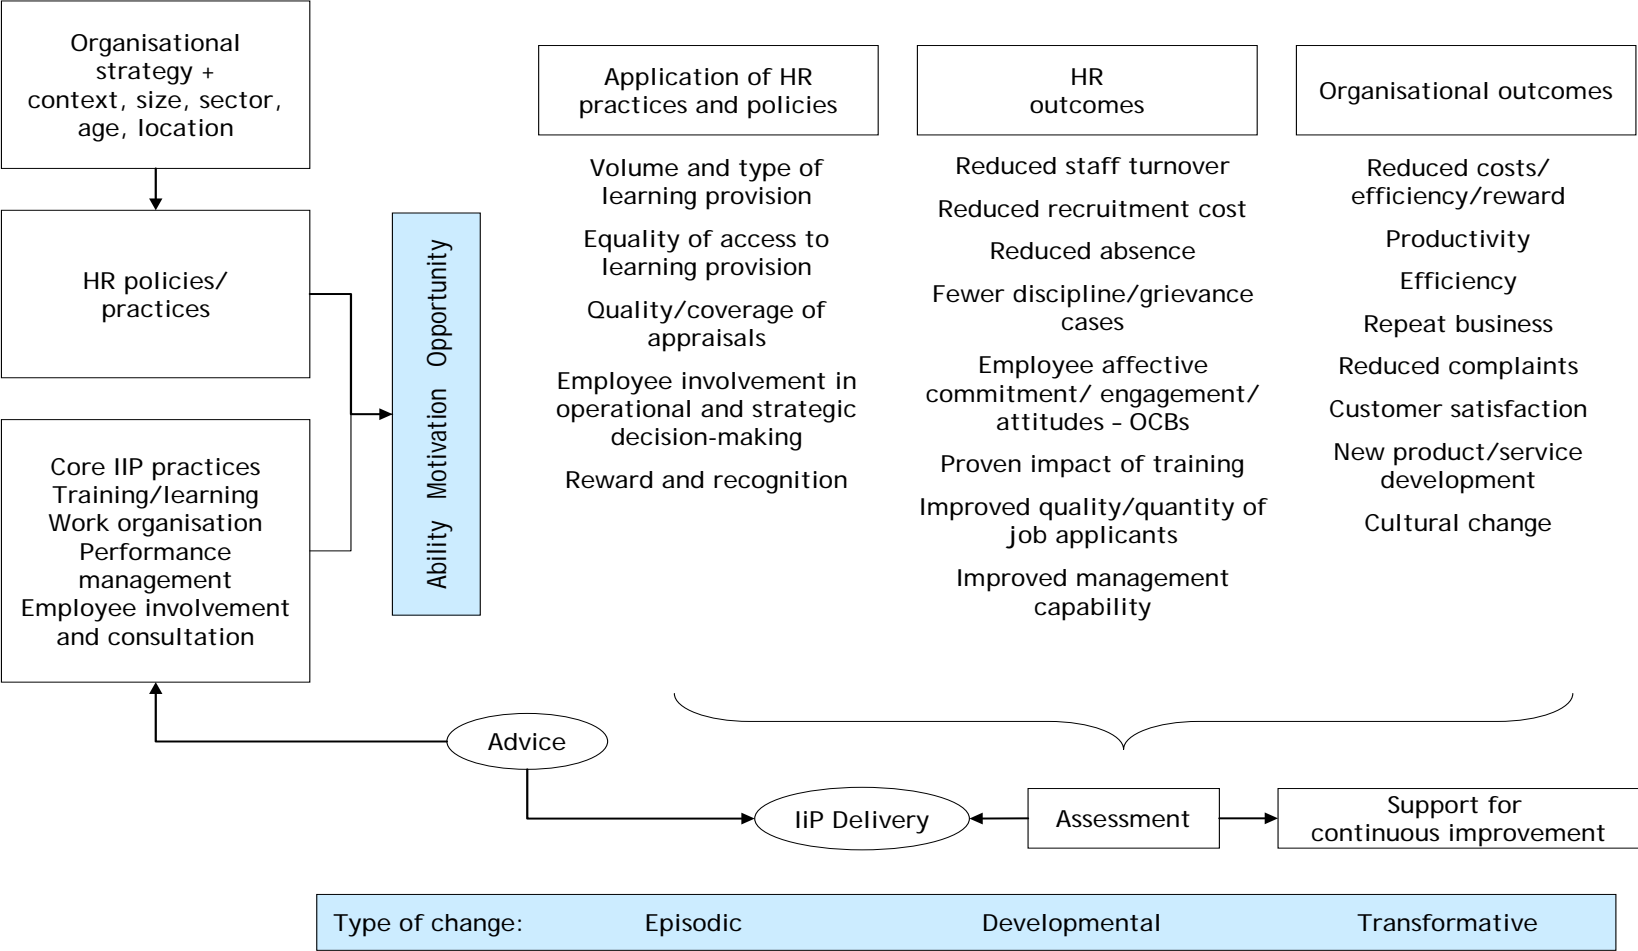 Organisational
strategy +
context, size, sector,
age, location
HR policies/
practices
Core IIP practices
Training/learning
Work organisation
Performance
management
Employee involvement
and consultation
Ability Motivation Opportunity
Application of HR
practices and policies
Volume and type of
learning provision
Equality of access to
learning provision
Quality/coverage of
appraisals
Employee involvement in
operational and strategic
decision-making
Reward and recognition
HR
outcomes
Reduced staff turnover
Reduced recruitment cost
Reduced absence
Fewer discipline/grievance
cases
Employee affective
commitment/ engagement/
attitudes – OCBs
Proven impact of training
Improved quality/quantity of
job applicants
Improved management
capability
Organisational outcomes
Reduced costs/
efficiency/reward
Productivity
Efficiency
Repeat business
Reduced complaints
Customer satisfaction
New product/service
development
Cultural change
Advice
IiP Delivery
Assessment
Support for
continuous improvement
Type of change: Episodic Developmental Transformative